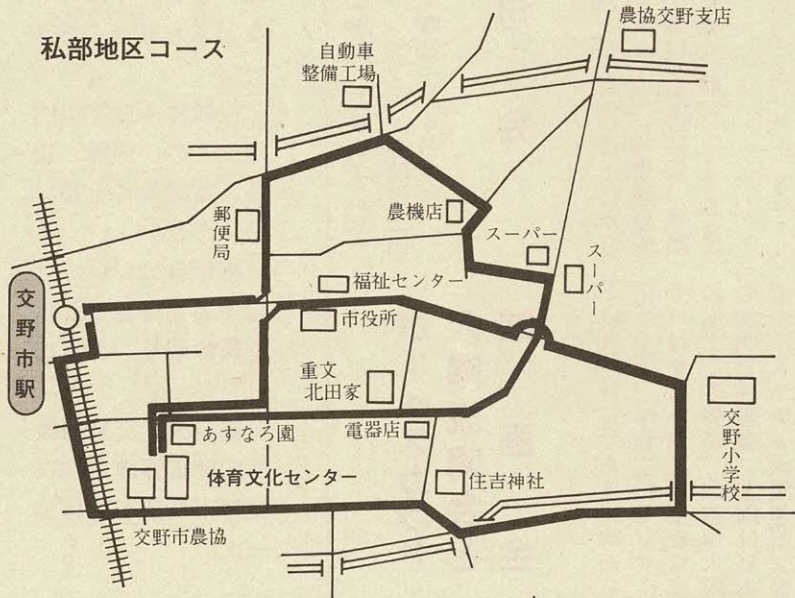 私部地区コース
農協交野支店
自動車
整備工場
郵便局
農機店
スーパー
スーパー
福祉センター
交野市駅
市役所
重文
北田家
あすなろ園
電器店
交野小学校
体育文化センター
住吉神社
交野市農協